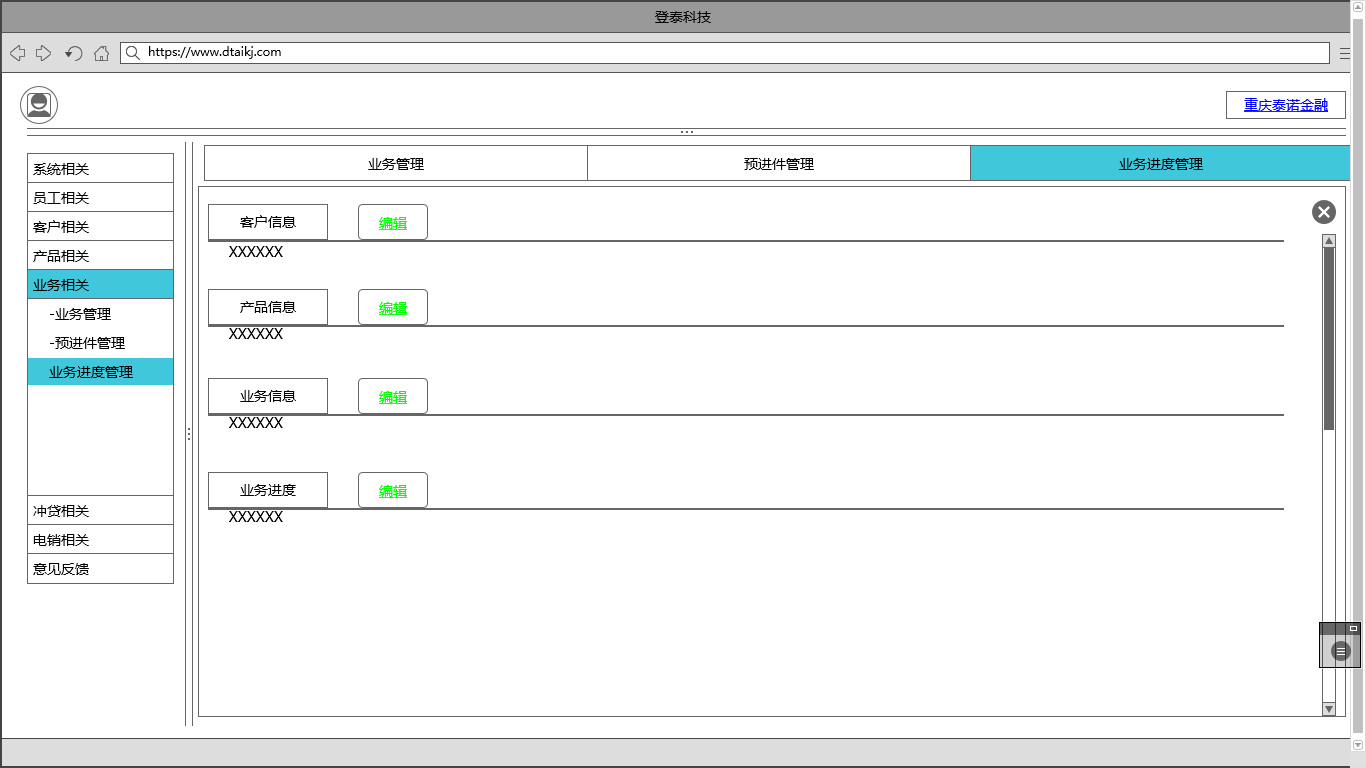 登泰科技
https://www.dtaikj.com
重庆泰诺金融
系统相关
员工相关
客户相关
产品相关
业务相关
-业务管理
-预进件管理
业务进度管理
冲贷相关
电销相关
意见反馈
业务管理
预进件管理
业务进度管理
客户信息
编辑
XXXXXX
产品信息
编辑
XXXXXX
业务信息
编辑
XXXXXX
业务进度
编辑
XXXXXX